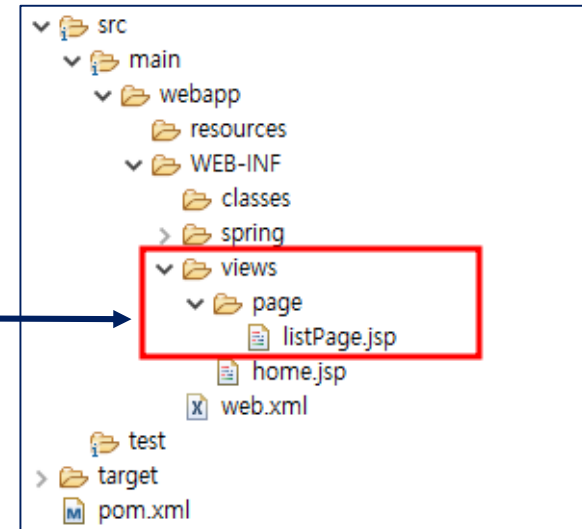 src
main
webapp
resources
WEB-INF
classes
spring
views
page
listPage.jsp
home.jsp
web.xml
test
target
pom.xml